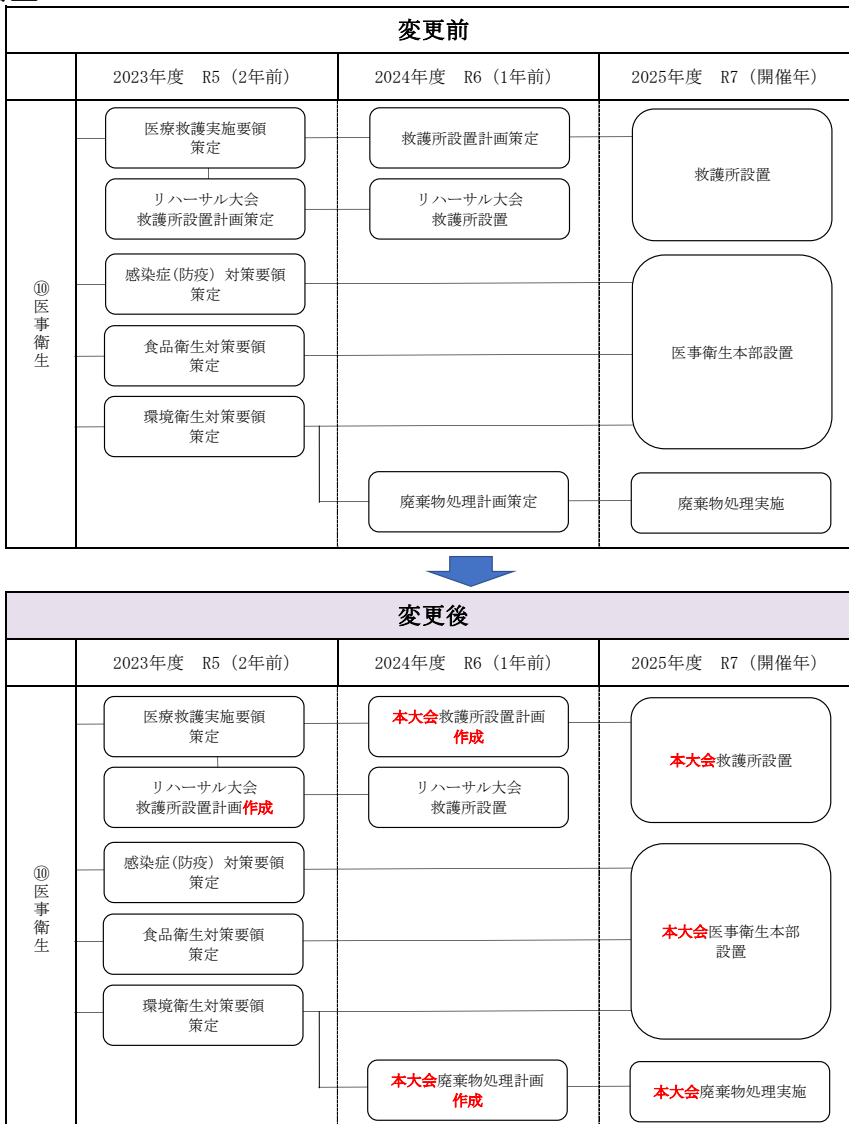 変更前
2023年度　R5（2年前）
2024年度　R6（1年前）
2025年度　R7（開催年）
⑩医事衛生
医療救護実施要領
策定
救護所設置計画策定
救護所設置
リハーサル大会
救護所設置計画策定
リハーサル大会
救護所設置
感染症(防疫）対策要領
策定
食品衛生対策要領
策定
医事衛生本部設置
環境衛生対策要領
策定
廃棄物処理計画策定
廃棄物処理実施
変更後
2023年度　R5（2年前）
2024年度　R6（1年前）
2025年度　R7（開催年）
⑩医事衛生
医療救護実施要領
策定
本大会救護所設置計画
作成
本大会救護所設置
リハーサル大会
救護所設置計画作成
リハーサル大会
救護所設置
感染症(防疫）対策要領
策定
食品衛生対策要領
策定
本大会医事衛生本部
設置
環境衛生対策要領
策定
本大会廃棄物処理計画
作成
本大会廃棄物処理実施